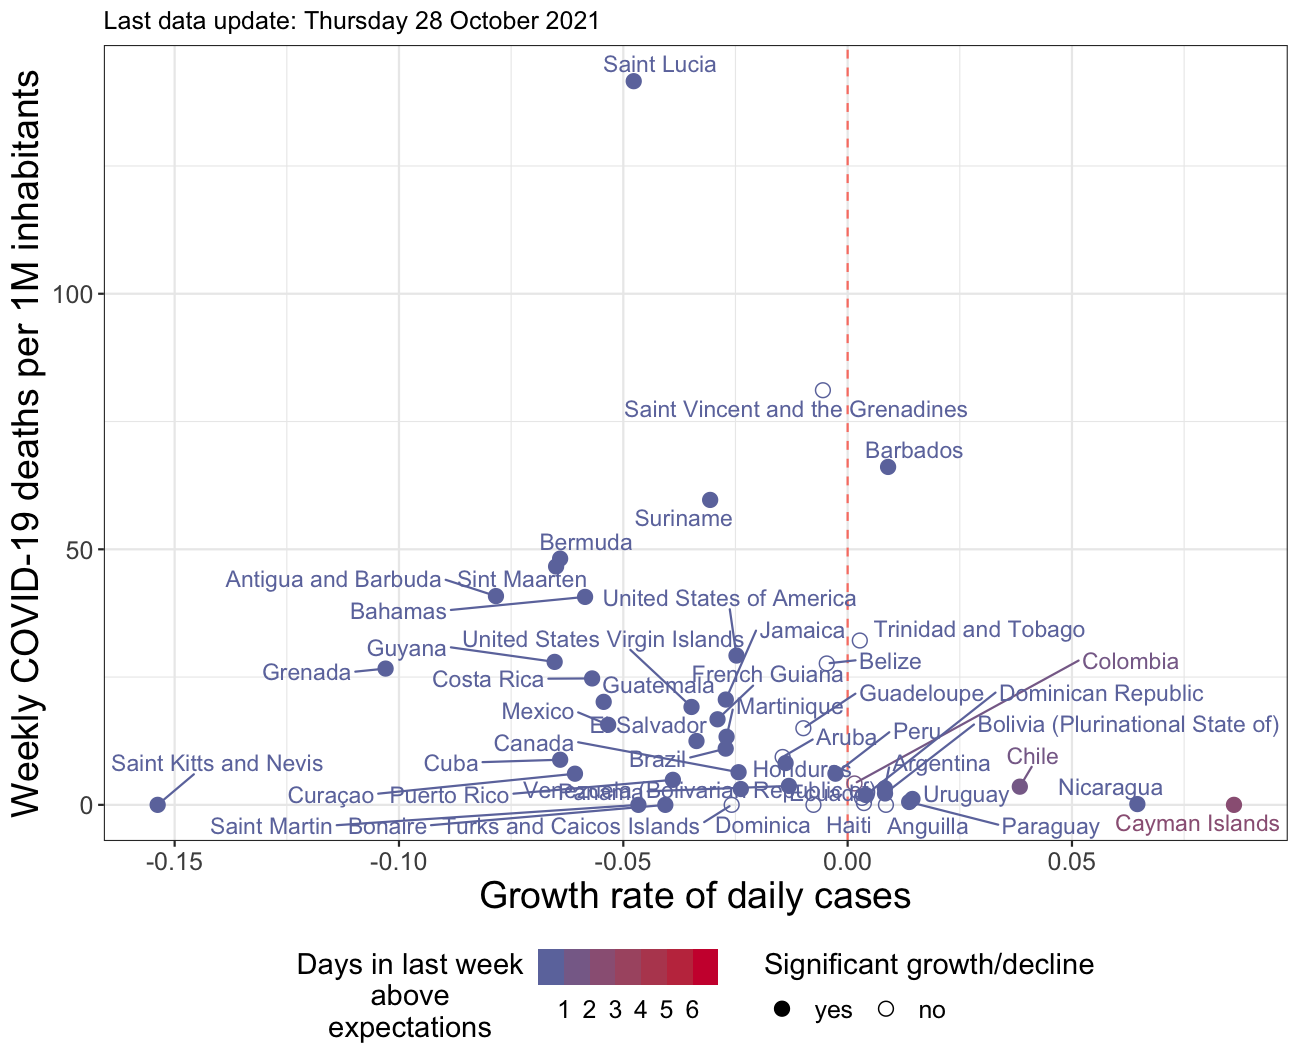 Last data update: Thursday 28 October 2021
Weekly COVID-19 deaths per 1M inhabitants
Saint Lucia
100
Saint Vincent and the Grenadines
Barbados
Suriname
50
Bermuda
Antigua and Barbuda
Sint Maarten
Bahamas
United States of America
Jamaica
Trinidad and Tobago
Guyana
United States Virgin Islands
Grenada
Belize
Colombia
Costa Rica
Guatemala
French Guiana
Guadeloupe
Dominican Republic
Mexico
El Salvador
Martinique
Bolivia (Plurinational State of)
Canada
Aruba
Peru
Saint Kitts and Nevis
Cuba
Brazil
Honduras
Argentina
Chile
Curaçao
Puerto Rico
Panama
Venezuela (Bolivarian Republic of)
Ecuador
Uruguay
Nicaragua
0
Saint Martin
Bonaire
Turks and Caicos Islands
Dominica
Haiti
Anguilla
Paraguay
Cayman Islands
-0.15
-0.10
-0.05
0.00
0.05
Growth rate of daily cases
Days in last week
above
expectations
1 2 3 4 5 6
Significant growth/decline
yes
no